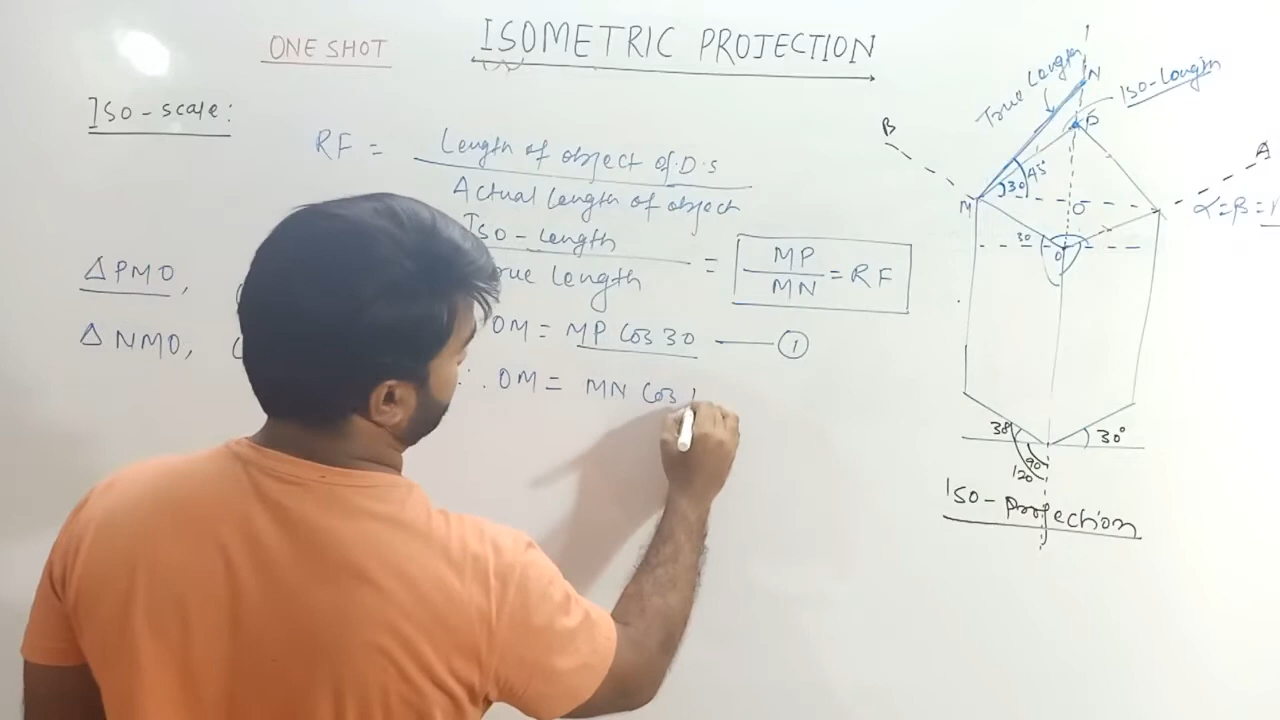 ONE SHOT
ISOMETRIC PROJECTION
ISO-scale:
RF = Length of object of D.S
Actual length of object
Iso-length
True length
= MP
MN
= RF
△PMO,
OM = MP Cos 30 —— 1
△NMO,
∴ OM = MN Cos
True length
N
Iso-length
P
B
A
M
30
45°
O
α=β=
30
O
30
30°
90
120
ISO-Projection